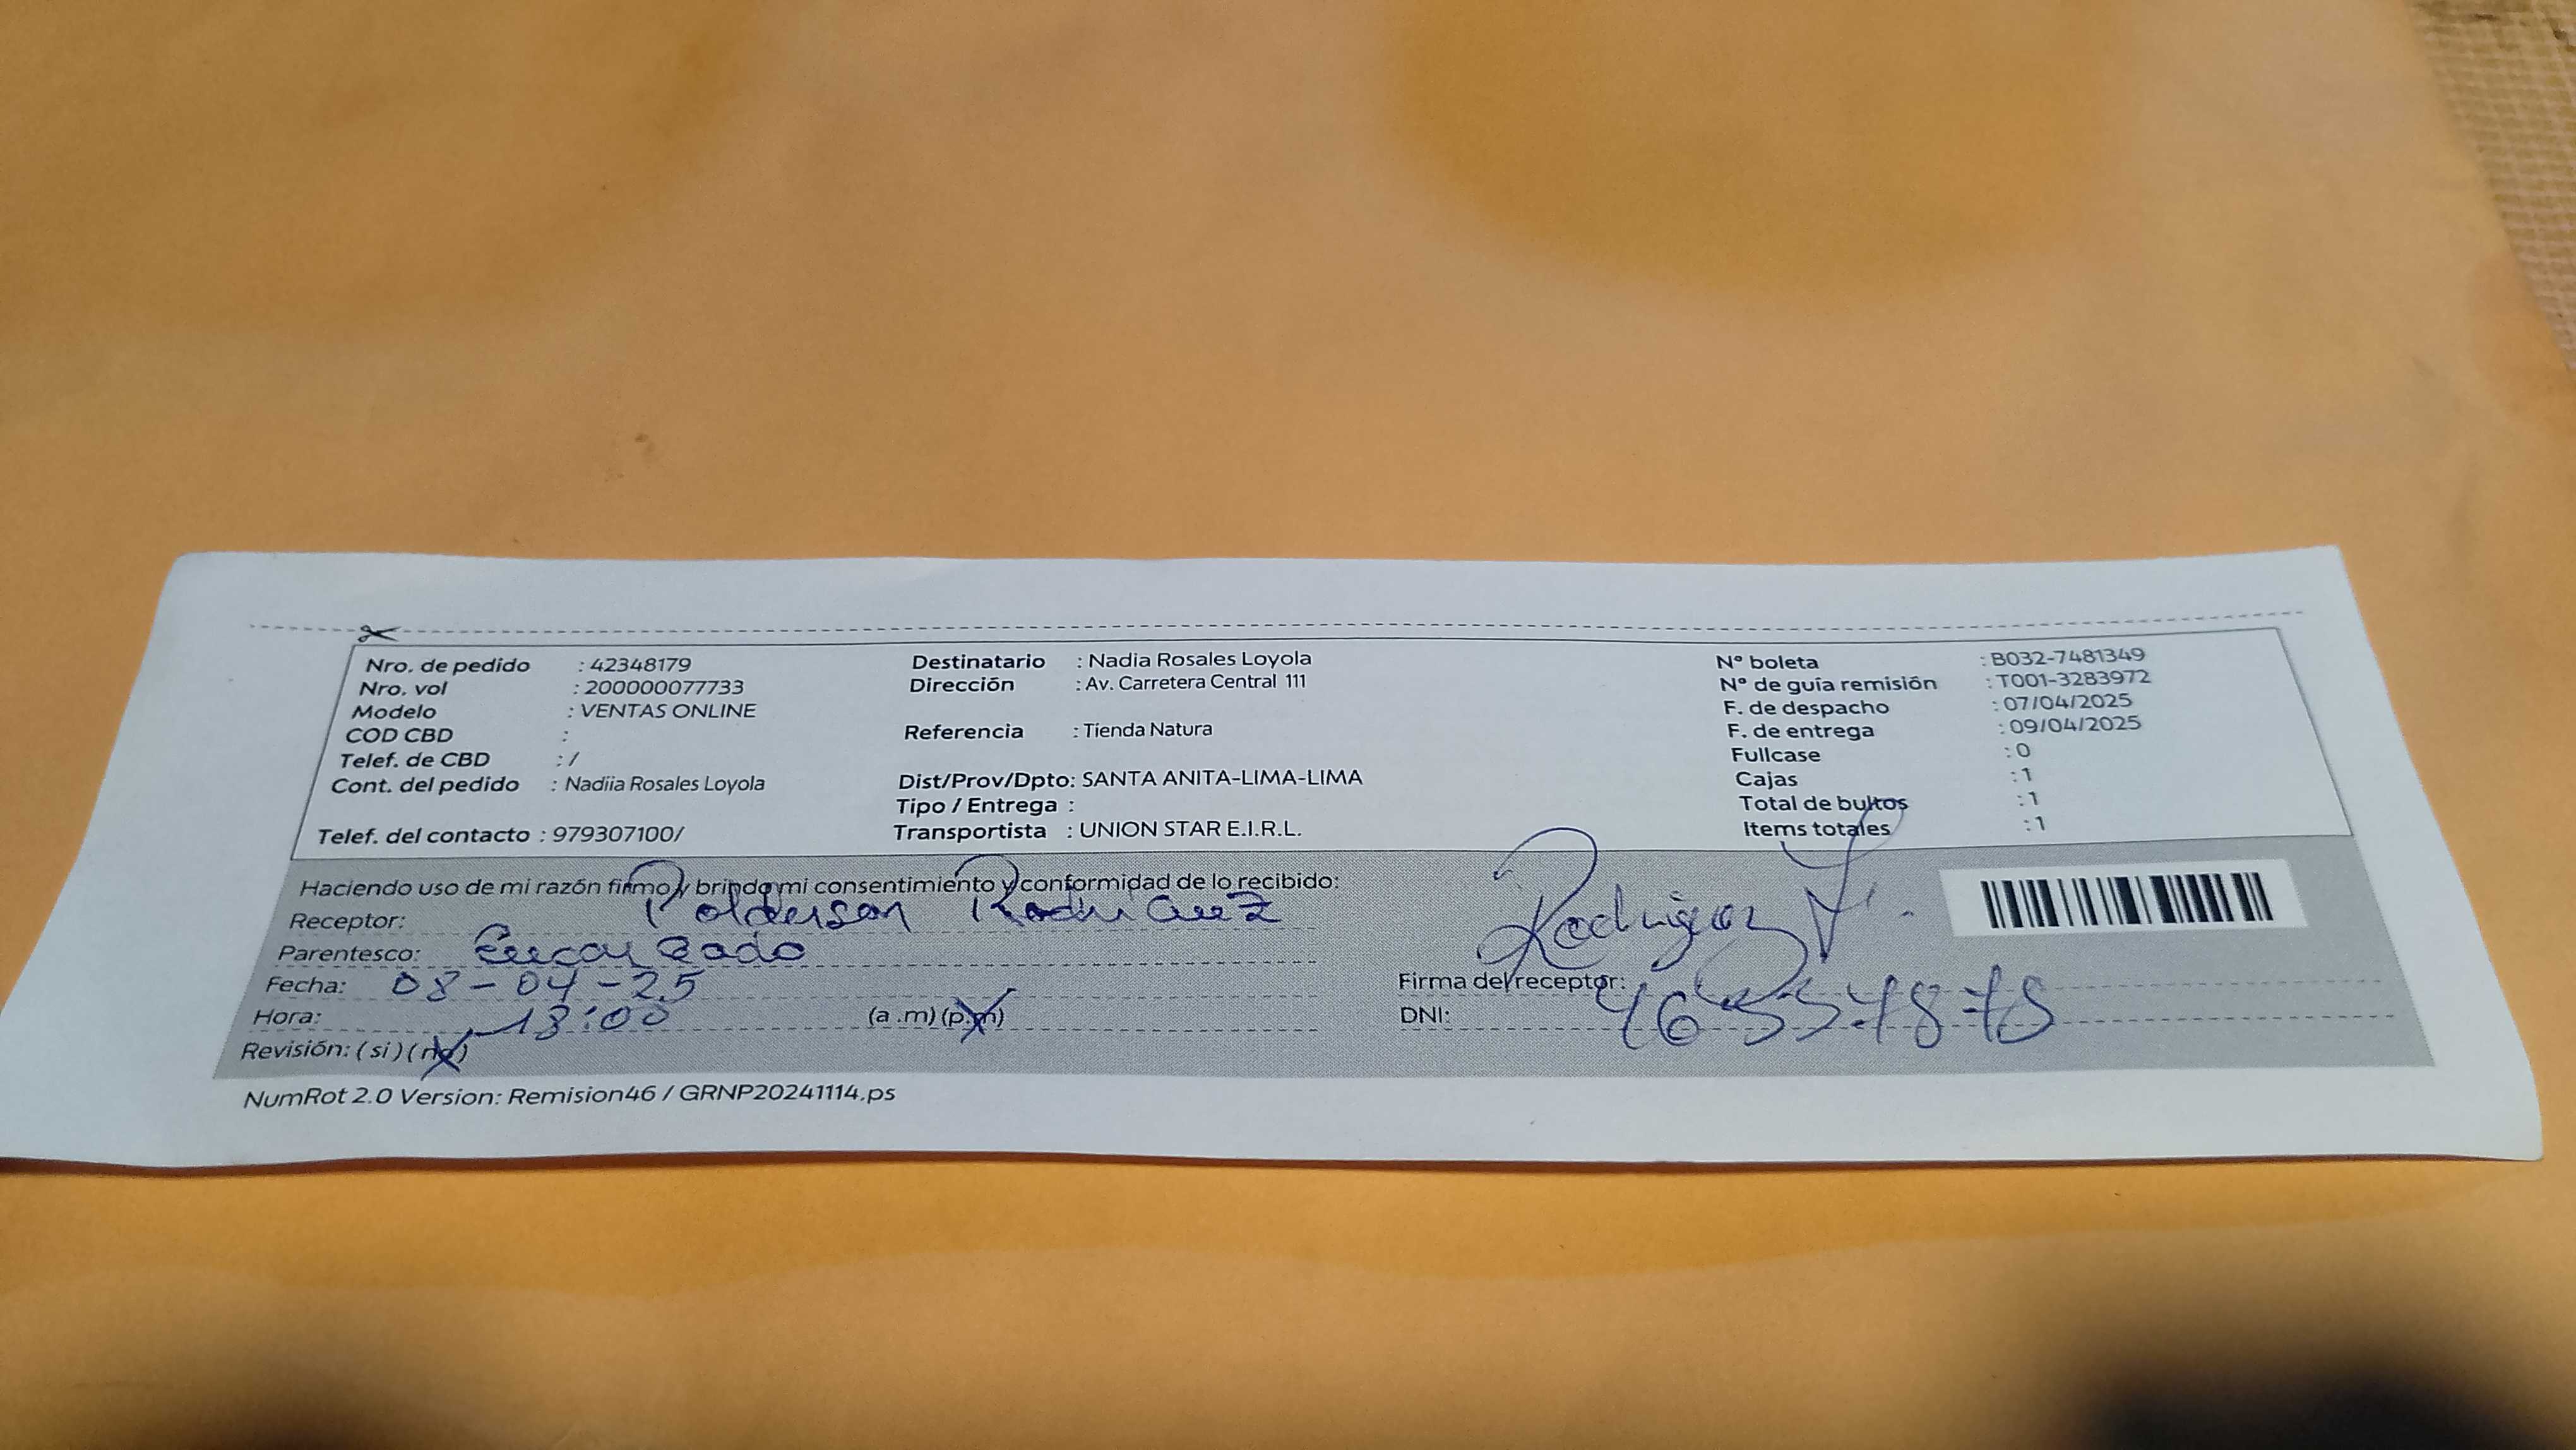 Nro. de pedido : 42348179
Nro. vol : 200000077733
Modelo : VENTAS ONLINE
COD CBD :
Telef. de CBD : /
Cont. del pedido : Nadiia Rosales Loyola
Telef. del contacto : 979307100/
Destinatario : Nadia Rosales Loyola
Dirección : Av. Carretera Central 111
Referencia : Tienda Natura
Dist/Prov/Dpto: SANTA ANITA-LIMA-LIMA
Tipo / Entrega :
Transportista : UNION STAR E.I.R.L.
N° boleta : B032-7481349
N° de guía remisión : T001-3283972
F. de despacho : 07/04/2025
F. de entrega : 09/04/2025
Fullcase : 0
Cajas : 1
Total de bultos : 1
Items totales : 1
Haciendo uso de mi razón firmo y brindo mi consentimiento y conformidad de lo recibido:
Receptor: Rodriguez
Parentesco: Encargado
Fecha: 08-04-25
Hora: 13:00 (a .m) (p.m)
Revisión: ( si ) ( no )
Rodriguez
Firma del receptor:
DNI:
NumRot 2.0 Version: Remision46 / GRNP20241114.ps